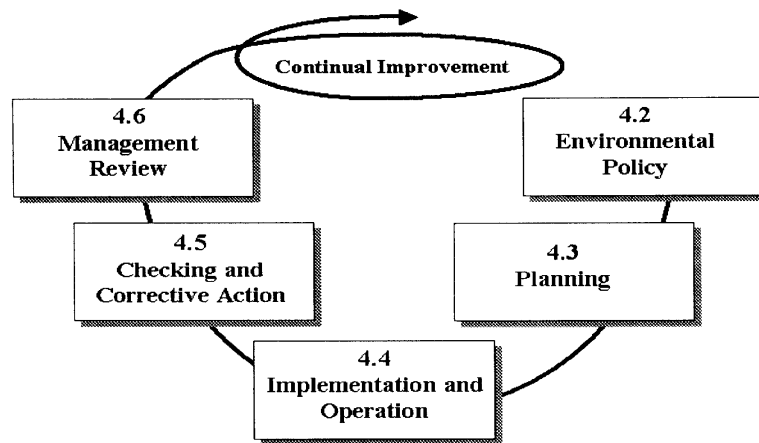 Continual Improvement
4.6
Management
Review
4.2
Environmental
Policy
4.5
Checking and
Corrective Action
4.3
Planning
4.4
Implementation and
Operation